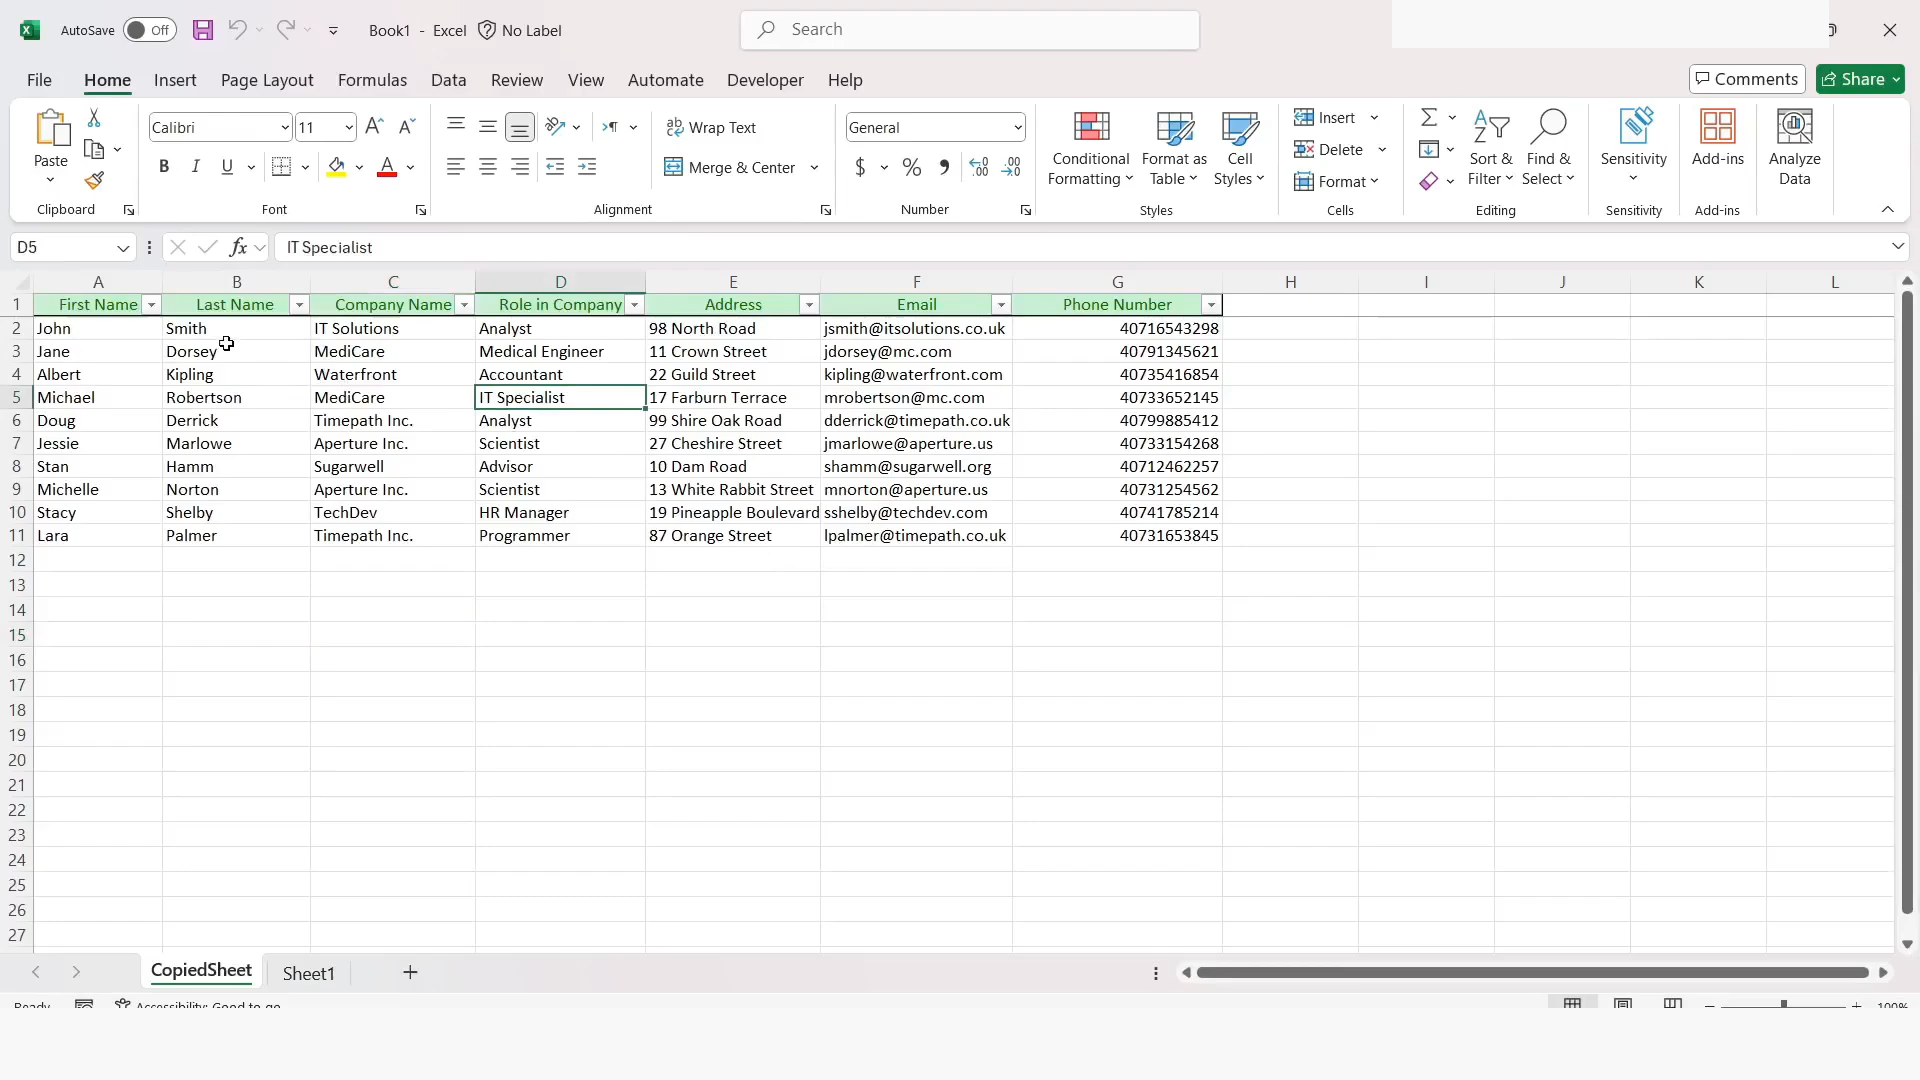 AutoSave Off Book1 - Excel No Label Search
File Home Insert Page Layout Formulas Data Review View Automate Developer Help Comments Share
Paste Calibri 11 Wrap Text General Conditional Formatting Format as Table Cell Styles Insert Sort & Filter Find & Select Sensitivity Add-ins Analyze Data
B I U Merge & Center $ % Delete
Format
Clipboard Font Alignment Number Styles Cells Editing Sensitivity Add-ins
D5 fx IT Specialist
A B C D E F G H I J K L
1 First Name Last Name Company Name Role in Company Address Email Phone Number
2 John Smith IT Solutions Analyst 98 North Road jsmith@itsolutions.co.uk 40716543298
3 Jane Dorsey MediCare Medical Engineer 11 Crown Street jdorsey@mc.com 40791345621
4 Albert Kipling Waterfront Accountant 22 Guild Street kipling@waterfront.com 40735416854
5 Michael Robertson MediCare IT Specialist 17 Farburn Terrace mrobertson@mc.com 40733652145
6 Doug Derrick Timepath Inc. Analyst 99 Shire Oak Road dderrick@timepath.co.uk 40799885412
7 Jessie Marlowe Aperture Inc. Scientist 27 Cheshire Street jmarlowe@aperture.us 40733154268
8 Stan Hamm Sugarwell Advisor 10 Dam Road shamm@sugarwell.org 40712462257
9 Michelle Norton Aperture Inc. Scientist 13 White Rabbit Street mnorton@aperture.us 40731254562
10 Stacy Shelby TechDev HR Manager 19 Pineapple Boulevard sshelby@techdev.com 40741785214
11 Lara Palmer Timepath Inc. Programmer 87 Orange Street lpalmer@timepath.co.uk 40731653845
12
13
14
15
16
17
18
19
20
21
22
23
24
25
26
27
CopiedSheet Sheet1
Ready Accessibility: Good to go 100%